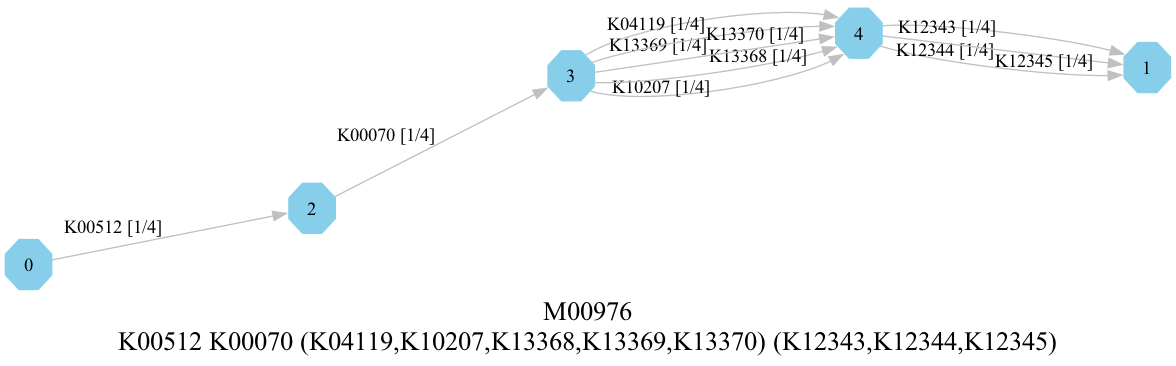 K04119 [1/4]
K13370 [1/4]
K13369 [1/4]
K13368 [1/4]
K10207 [1/4]
K12343 [1/4]
K12344 [1/4]
K12345 [1/4]
4
1
3
K00070 [1/4]
2
K00512 [1/4]
0
M00976
K00512 K00070 (K04119,K10207,K13368,K13369,K13370) (K12343,K12344,K12345)